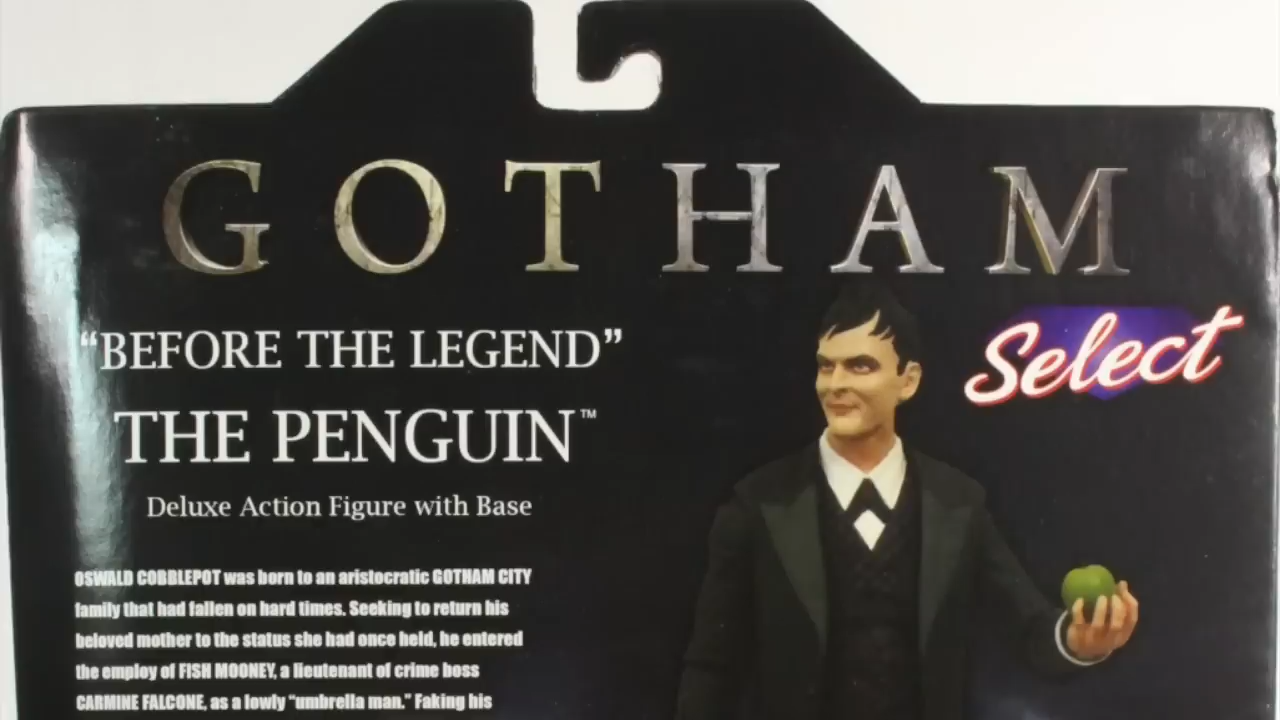 GOTHAM
"BEFORE THE LEGEND"
THE PENGUIN™
Select
Deluxe Action Figure with Base
OSWALD COBBLEPOT was born to an aristocratic GOTHAM CITY
family that had fallen on hard times. Seeking to return his
beloved mother to the status she had once held, he entered
the employ of FISH MOONEY, a lieutenant of crime boss
CARMINE FALCONE, as a lowly "umbrella man." Faking his